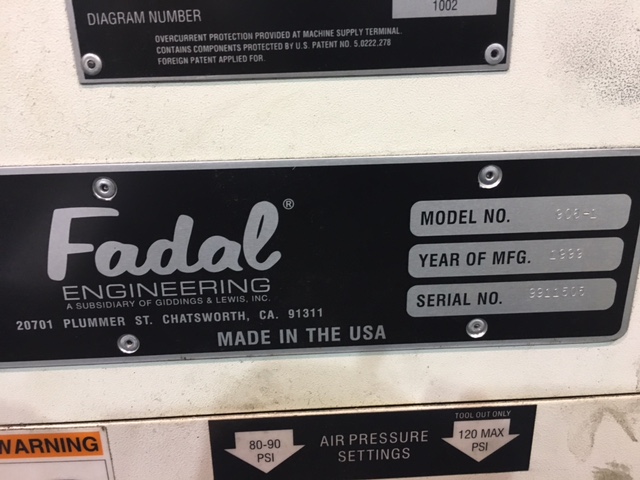 1002
DIAGRAM NUMBER
OVERCURRENT PROTECTION PROVIDED AT MACHINE SUPPLY TERMINAL.
CONTAINS COMPONENTS PROTECTED BY U.S. PATENT NO. 5.0222,278
FOREIGN PATENT APPLIED FOR.
Fadal®
ENGINEERING
A SUBSIDIARY OF GIDDINGS & LEWIS, INC.
20701 PLUMMER ST. CHATSWORTH, CA. 91311
MADE IN THE USA
MODEL NO.
YEAR OF MFG. 1999
SERIAL NO.
WARNING
80-90
PSI
AIR PRESSURE
SETTINGS
TOOL OUT ONLY
120 MAX
PSI